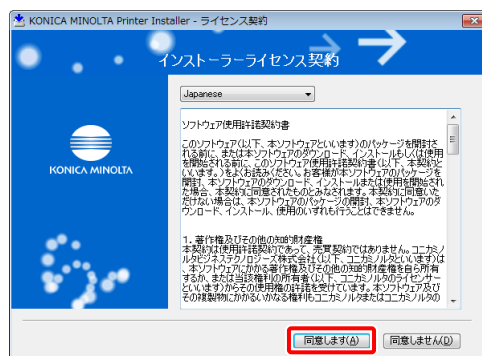 KONICA MINOLTA Printer Installer - ライセンス契約
インストーラーライセンス契約
Japanese
KONICA MINOLTA
ソフトウェア使用許諾契約書
このソフトウェア(以下、本ソフトウェアといいます)のパッケージを開封さ
れる前に、または本ソフトウェアのダウンロード、インストールもしくは使用
を開始される前に、このソフトウェア使用許諾契約書(以下、本契約と
いいます。)をよくお読みください。お客様が本ソフトウェアのパッケージを
開封、本ソフトウェアのダウンロード、インストールまたは使用を開始され
た場合、本契約に同意されたものとみなされます。本契約に同意いた
だけない場合は、本ソフトウェアのパッケージの開封、本ソフトウェアのダ
ウンロード、インストール、使用のいずれも行うことはできません。
1. 著作権及びその他の知的財産権
本契約は使用許諾契約であって、売買契約ではありません。コニカミノ
ルタビジネステクノロジーズ株式会社(以下、コニカミノルタといいます)は
、本ソフトウェアにかかる著作権及びその他の知的財産権を自ら所有
するか、または当該権利の所有者(以下、コニカミノルタのライセンサー
といいます)からその使用権の許諾を受けています。本ソフトウェア及び
その複製物にかかるいかなる権利もコニカミノルタまたはコニカミノルタの
同意します(A)
同意しません(D)